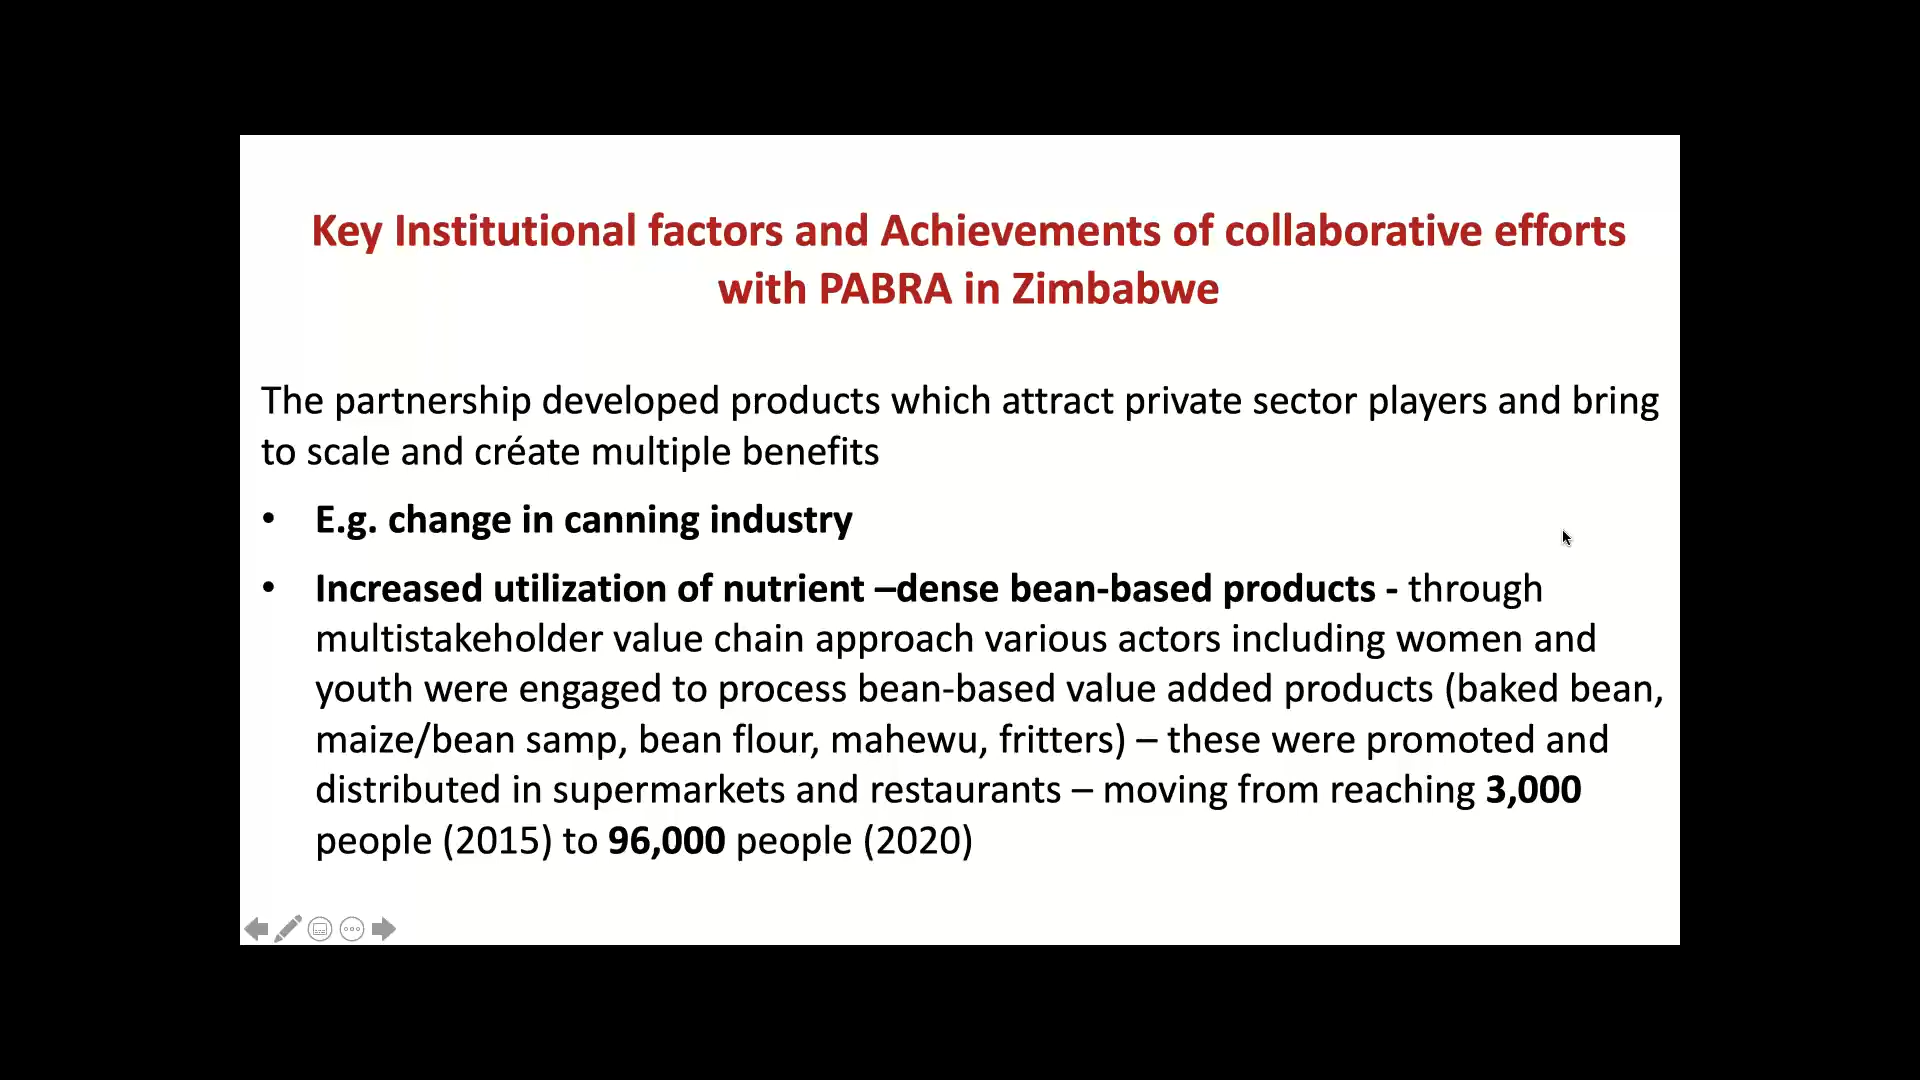 Key Institutional factors and Achievements of collaborative efforts
with PABRA in Zimbabwe
The partnership developed products which attract private sector players and bring
to scale and créate multiple benefits
• E.g. change in canning industry
• Increased utilization of nutrient –dense bean-based products - through
multistakeholder value chain approach various actors including women and
youth were engaged to process bean-based value added products (baked bean,
maize/bean samp, bean flour, mahewu, fritters) – these were promoted and
distributed in supermarkets and restaurants – moving from reaching 3,000
people (2015) to 96,000 people (2020)